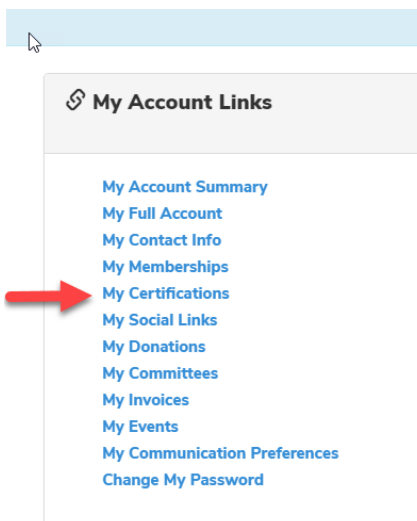 My Account Links
My Account Summary
My Full Account
My Contact Info
My Memberships
My Certifications
My Social Links
My Donations
My Committees
My Invoices
My Events
My Communication Preferences
Change My Password